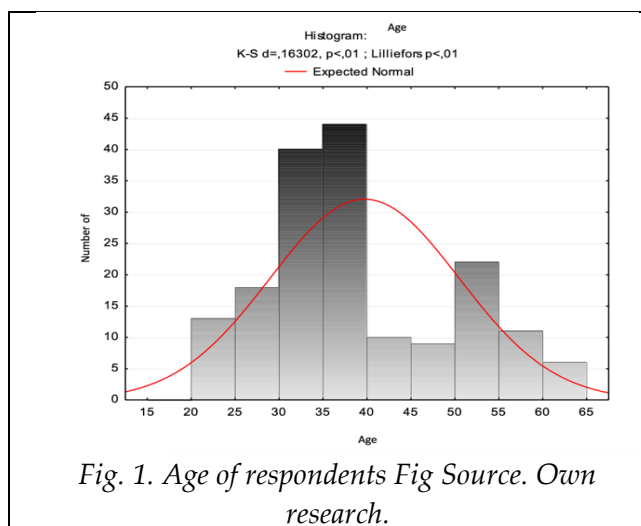 Histogram: Age
K-S d=,16302, p<,01 ; Lilliefors p<,01
Expected Normal
50
45
40
35
30
25
20
15
10
5
0
Number of
15 20 25 30 35 40 45 50 55 60 65
Age
Fig. 1. Age of respondents Fig Source. Own
research.